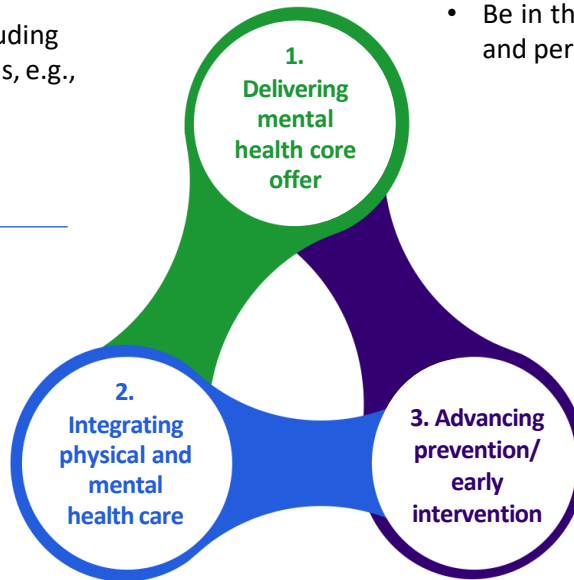 uding
s, e.g.,
• Be in th
and per
1.
Delivering
mental
health core
offer
2.
Integrating
physical and
mental
health care
3. Advancing
prevention/
early
intervention